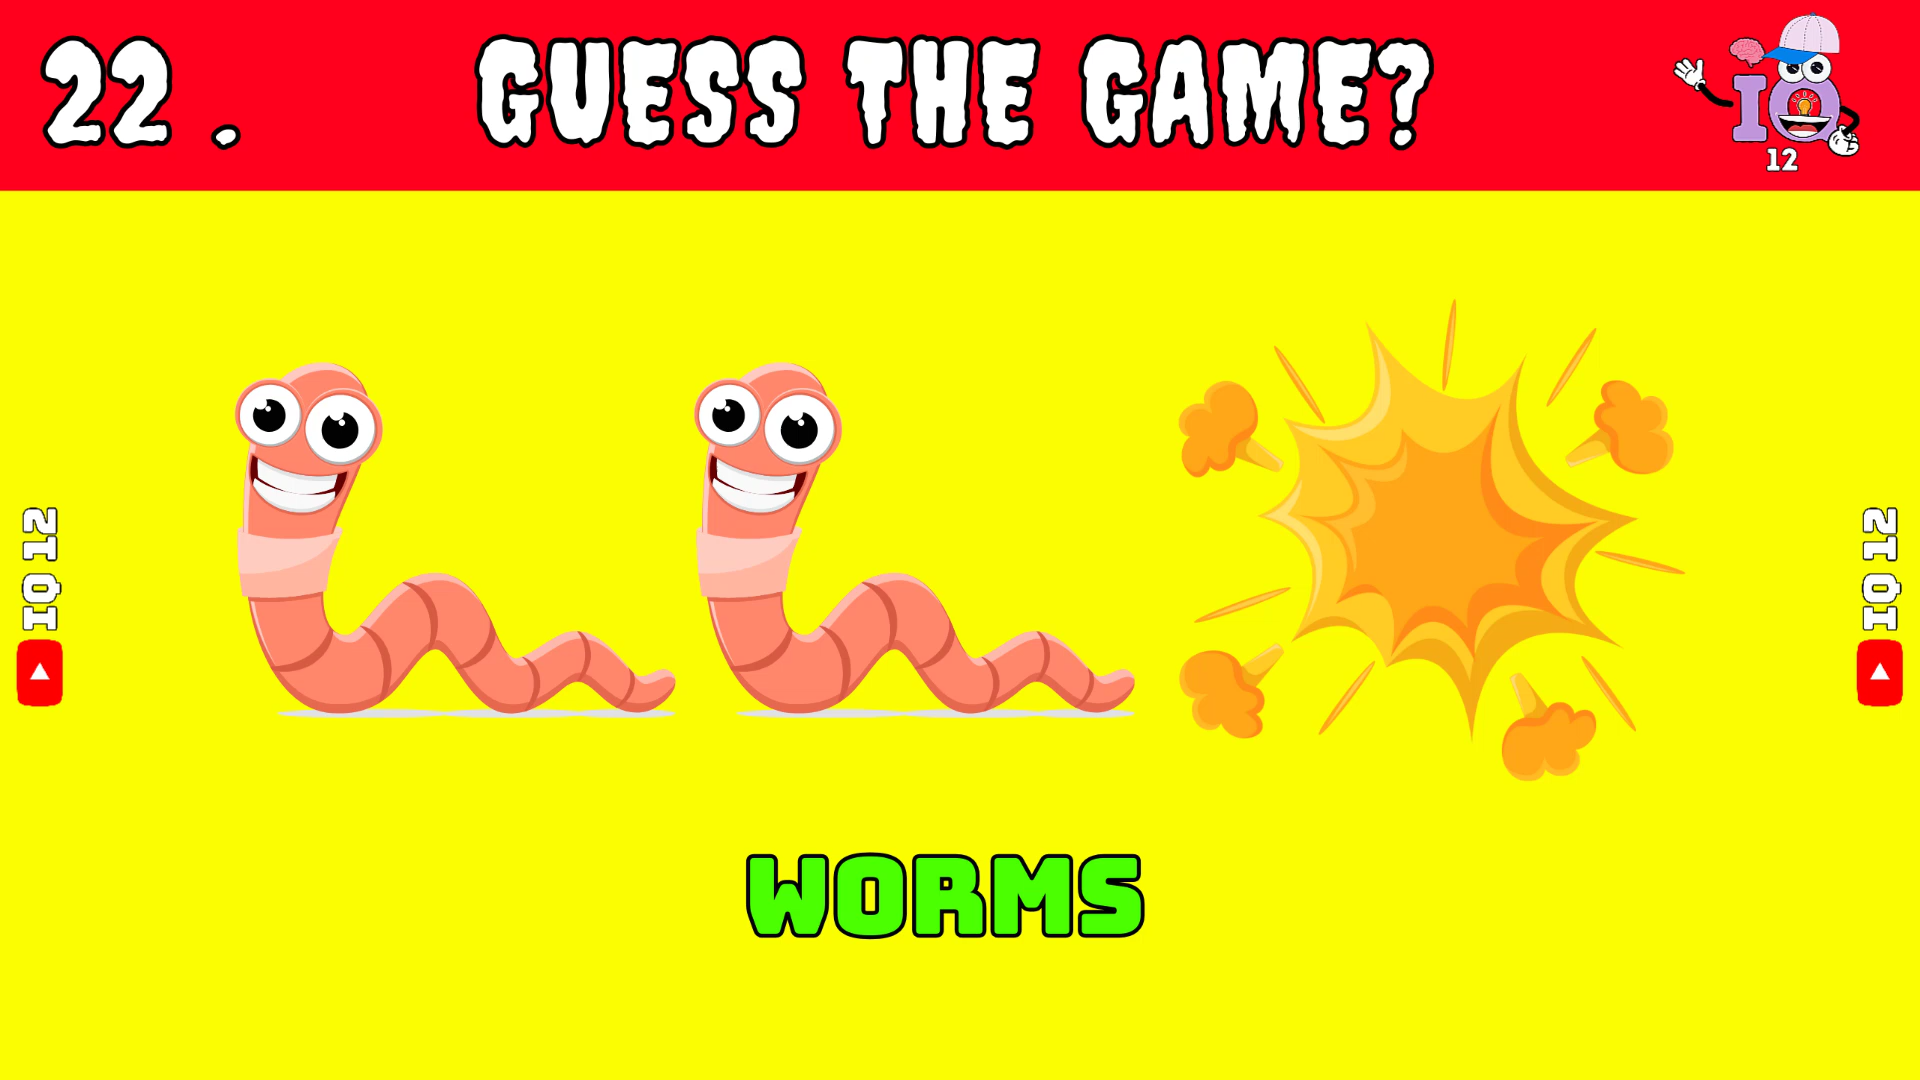 22 .
GUESS THE GAME?
IQ
12
IQ 12
IQ 12
WORMS